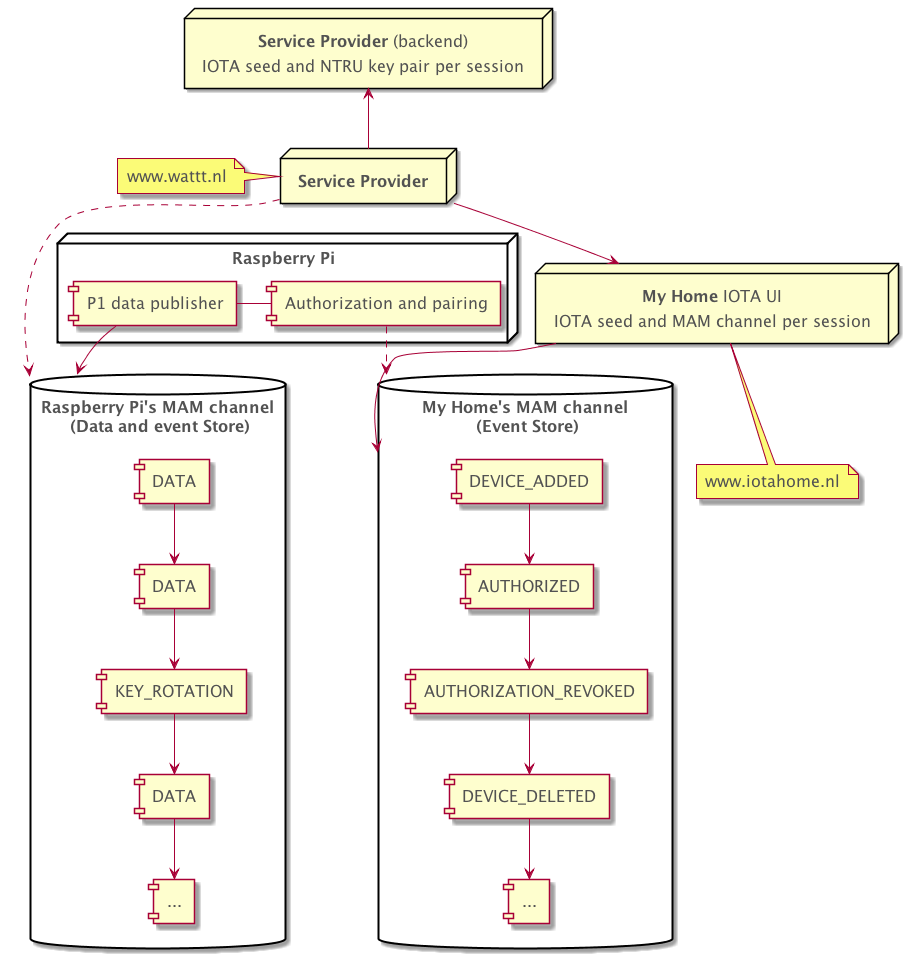 Service Provider (backend)
IOTA seed and NTRU key pair per session
www.wattt.nl
Service Provider
Raspberry Pi
P1 data publisher
Authorization and pairing
My Home IOTA UI
IOTA seed and MAM channel per session
Raspberry Pi's MAM channel
(Data and event Store)
DATA
DATA
KEY_ROTATION
DATA
...
My Home's MAM channel
(Event Store)
DEVICE_ADDED
AUTHORIZED
AUTHORIZATION_REVOKED
DEVICE_DELETED
...
www.iotahome.nl